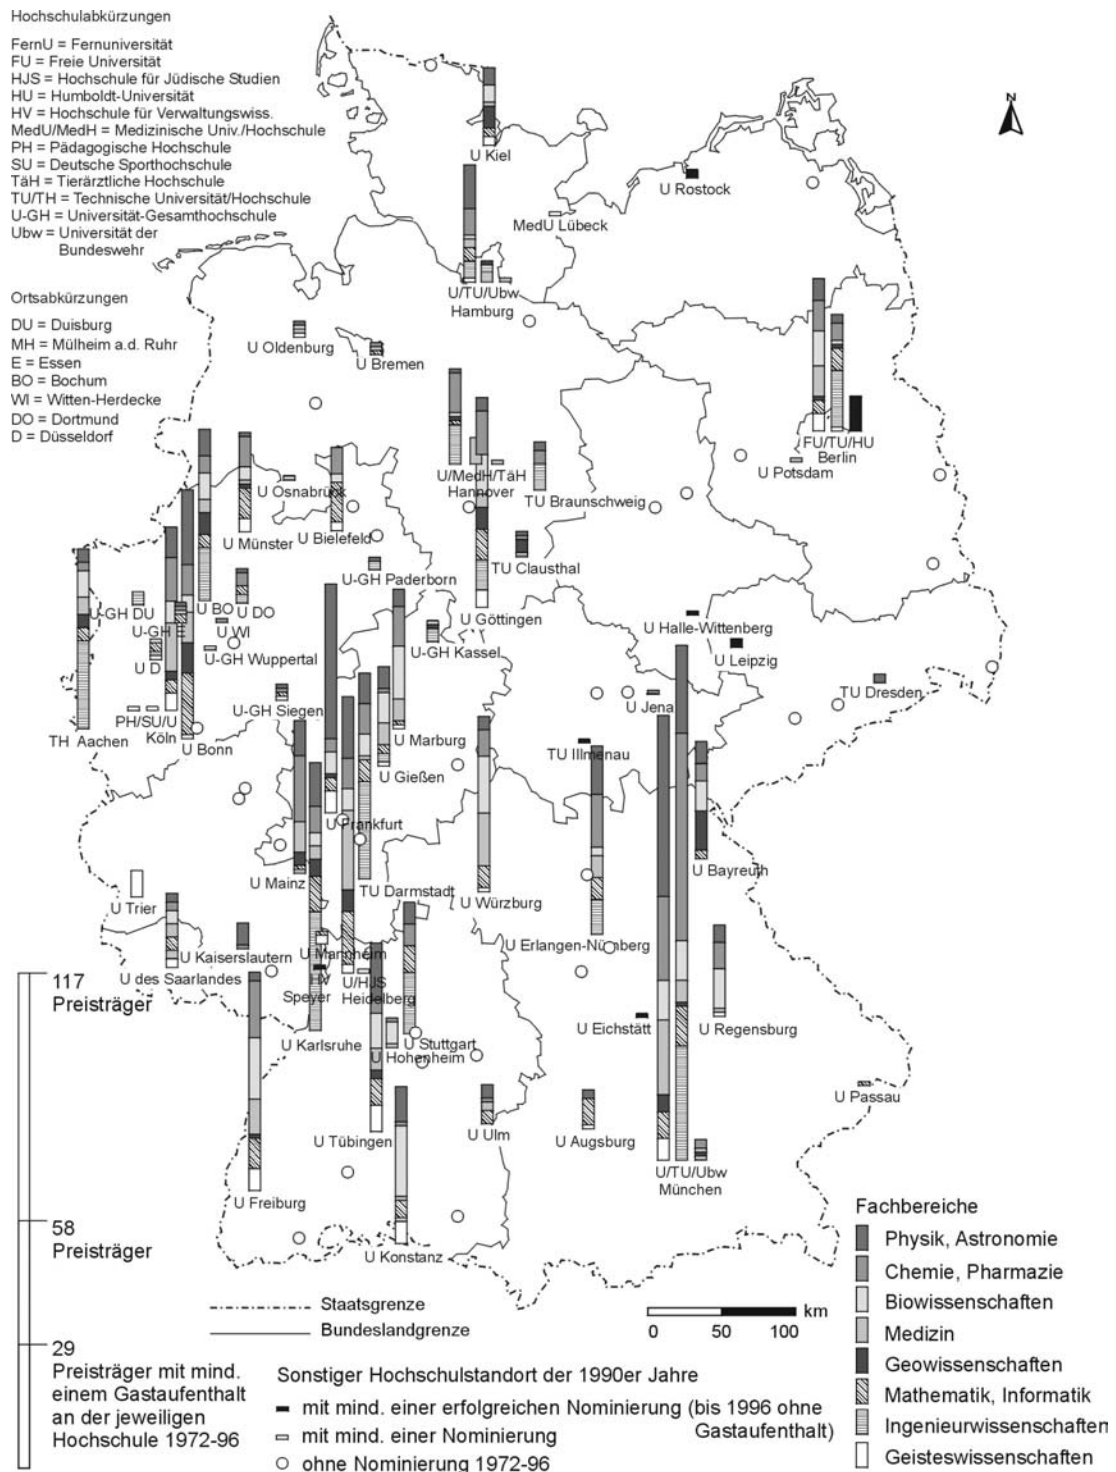 Hochschulabkürzungen
FernU = Fernuniversität
FU = Freie Universität
HJS = Hochschule für Jüdische Studien
HU = Humboldt-Universität
HV = Hochschule für Verwaltungswiss.
MedU/MedH = Medizinische Univ./Hochschule
PH = Pädagogische Hochschule
SU = Deutsche Sporthochschule
TäH = Tierärztliche Hochschule
TU/TH = Technische Universität/Hochschule
U-GH = Universität-Gesamthochschule
Ubw = Universität der
Bundeswehr
Ortsabkürzungen
DU = Duisburg
MH = Mülheim a.d. Ruhr
E = Essen
BO = Bochum
WI = Witten-Herdecke
DO = Dortmund
D = Düsseldorf
N
U Kiel
U Rostock
MedU Lübeck
U/TU/Ubw
Hamburg
U Oldenburg
U Bremen
FU/TU/HU
Berlin
U Potsdam
U/MedH/TäH
Hannover
TU Braunschweig
U Osnabrück
U Münster
U Bielefeld
TU Clausthal
U-GH Paderborn
U Göttingen
U-GH DU
U BO
U DO
U-GH E
U WI
U D
U-GH Wuppertal
U-GH Kassel
U Halle-Wittenberg
U Leipzig
TU Dresden
U Jena
U-GH Siegen
TH Aachen
PH/SU/U
Köln
U Bonn
U Marburg
U Gießen
TU Illmenau
U Frankfurt
U Mainz
TU Darmstadt
U Würzburg
U Bayreuth
U Trier
U Erlangen-Nürnberg
U Kaiserslautern
U Mannheim
U des Saarlandes
HV
Speyer
U/HJS
Heidelberg
U Karlsruhe
U Stuttgart
U Hohenheim
U Eichstätt
U Regensburg
U Passau
U Tübingen
U Ulm
U Augsburg
U/TU/Ubw
München
U Freiburg
U Konstanz
117
Preisträger
58
Preisträger
29
Preisträger mit mind.
einem Gastaufenthalt
an der jeweiligen
Hochschule 1972-96
Staatsgrenze
Bundeslandgrenze
km
0 50 100
Sonstiger Hochschulstandort der 1990er Jahre
mit mind. einer erfolgreichen Nominierung (bis 1996 ohne
Gastaufenthalt)
mit mind. einer Nominierung
ohne Nominierung 1972-96
Fachbereiche
Physik, Astronomie
Chemie, Pharmazie
Biowissenschaften
Medizin
Geowissenschaften
Mathematik, Informatik
Ingenieurwissenschaften
Geisteswissenschaften